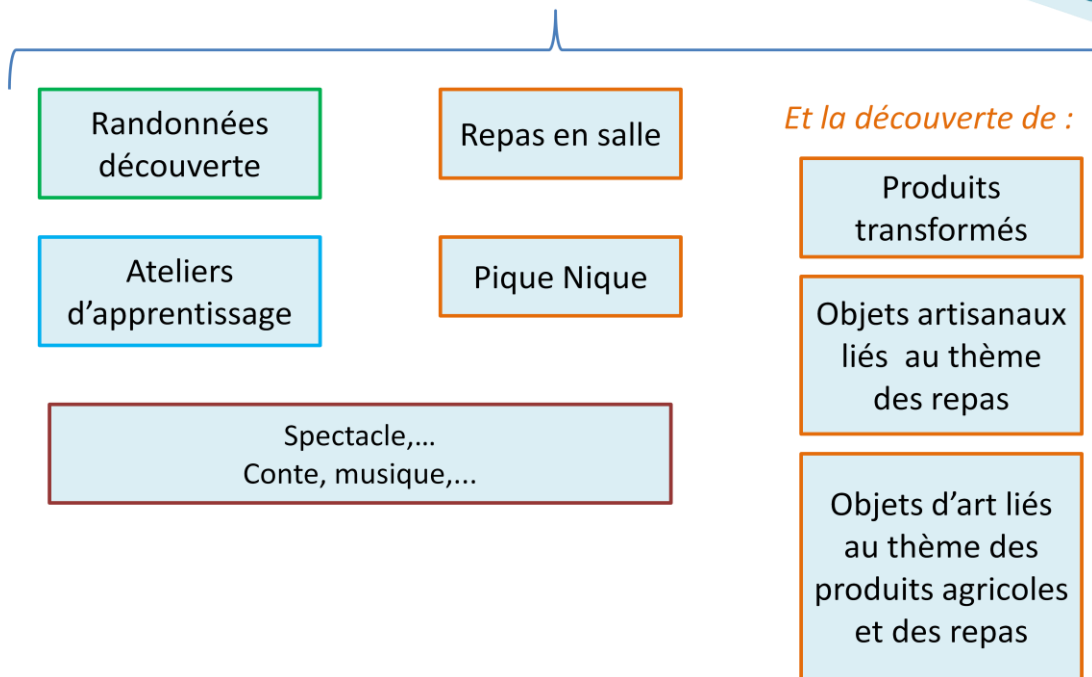 Randonnées
découverte
Ateliers
d’apprentissage
Repas en salle
Pique Nique
Spectacle,...
Conte, musique,...
Et la découverte de :
Produits
transformés
Objets artisanaux
liés au thème
des repas
Objets d’art liés
au thème des
produits agricoles
et des repas